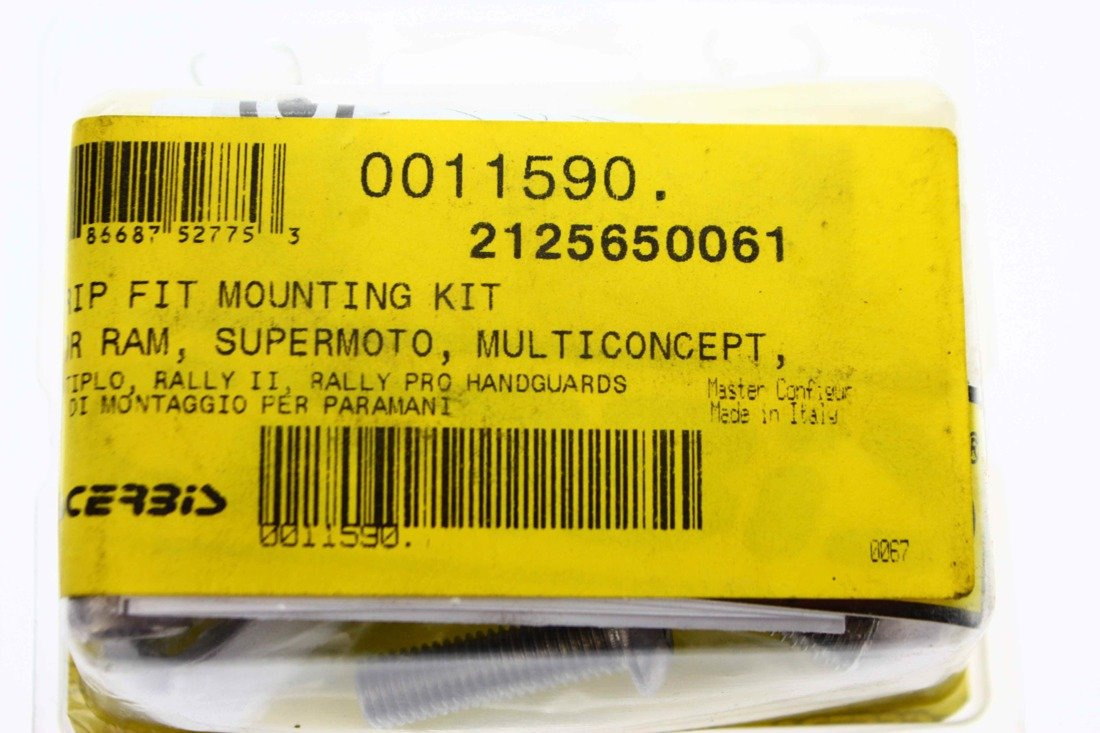 0011590.
86687 52775 3
2125650061
RIP FIT MOUNTING KIT
OR RAM, SUPERMOTO, MULTICONCEPT,
TIPLO, RALLY II, RALLY PRO HANDGUARDS
DI MONTAGGIO PER PARAMANI
Master Configur
Made in Italy
CERBIS
0011590.
0067